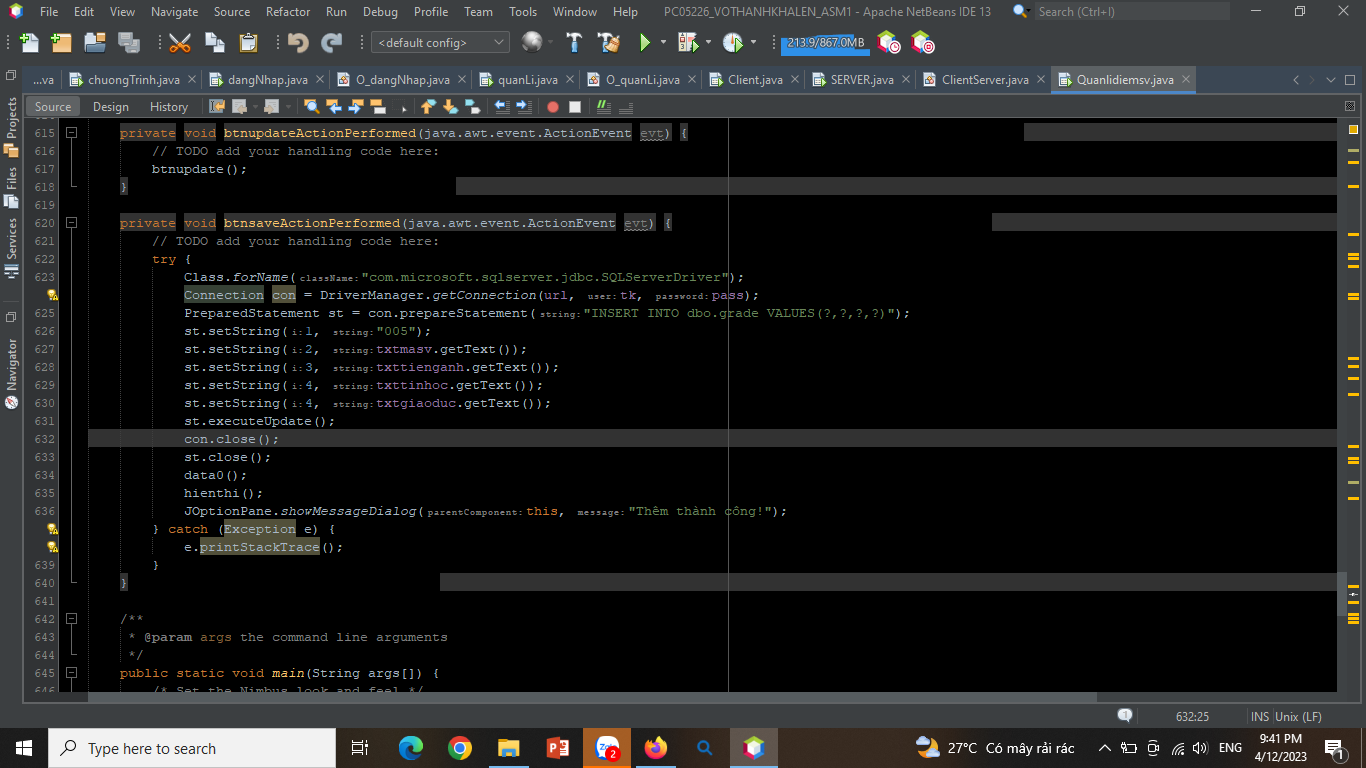 File Edit View Navigate Source Refactor Run Debug Profile Team Tools Window Help PC05226_VOTHANHKHALEN_ASM1 - Apache NetBeans IDE 13 Search (Ctrl+I)
<default config> 213.9/867.0MB
...va chuongTrinh.java dangNhap.java O_dangNhap.java quanLi.java O_quanLi.java Client.java SERVER.java ClientServer.java Quanlidiemsv.java
Source Design History
Projects
Files
Services
Navigator
615 private void btnupdateActionPerformed(java.awt.event.ActionEvent evt) {
616 // TODO add your handling code here:
617 btnupdate();
618 }
619
620 private void btnsaveActionPerformed(java.awt.event.ActionEvent evt) {
621 // TODO add your handling code here:
622 try {
623 Class.forName(className:"com.microsoft.sqlserver.jdbc.SQLServerDriver");
Connection con = DriverManager.getConnection(url, user:tk, password:pass);
625 PreparedStatement st = con.prepareStatement(string:"INSERT INTO dbo.grade VALUES(?,?,?,?)");
626 st.setString(i:1, string:"005");
627 st.setString(i:2, string:txtmasv.getText());
628 st.setString(i:3, string:txttienganh.getText());
629 st.setString(i:4, string:txttinhoc.getText());
630 st.setString(i:4, string:txtgiaoduc.getText());
631 st.executeUpdate();
632 con.close();
633 st.close();
634 data0();
635 hienthi();
636 JOptionPane.showMessageDialog(parentComponent:this, message:"Thêm thành công!");
} catch (Exception e) {
e.printStackTrace();
639 }
640 }
641
642 /**
643 * @param args the command line arguments
644 */
645 public static void main(String args[]) {
646 /* Set the Nimbus look and feel */
1 632:25 INS Unix (LF)
Type here to search 2 27°C Có mây rải rác ENG 9:41 PM
4/12/2023 1